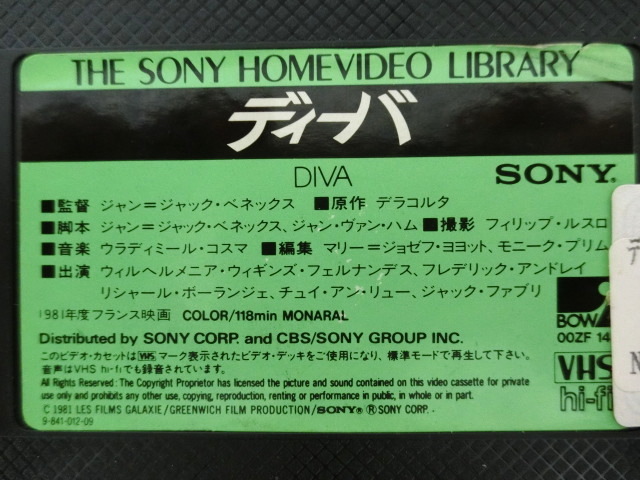 THE SONY HOMEVIDEO LIBRARY
ディーバ
DIVA
SONY®
■監督 ジャン=ジャック・ベネックス ■原作 デラコルタ
■脚本 ジャン=ジャック・ベネックス、ジャン・ヴァン・ハム ■撮影 フィリップ・ルスロ
■音楽 ウラディミール・コスマ ■編集 マリー=ジョゼフ・ヨヨット、モニーク・プリム
■出演 ウィルヘルメニア・ウィギンズ・フェルナンデス、フレデリック・アンドレイ
リシャール・ボーランジェ、チュイ・アン・リュー、ジャック・ファブリ
1981年度フランス映画 COLOR/118min MONARAL
Distributed by SONY CORP. and CBS/SONY GROUP INC.
このビデオ・カセットはVHSマーク表示されたビデオ・デッキをご使用になり、標準モードで再生して下さい。
音声はVHS hi-fiでも録音されています。
All Rights Reserved: The Copyright Proprietor has licensed the picture and sound contained on this video cassette for private
use only and prohibits any other use, copying, reproduction, renting or performance in public, in whole or in part.
© 1981 LES FILMS GALAXIE/GREENWICH FILM PRODUCTION/SONY® ® SONY CORP.
9-841-012-09
BOW
00ZF 14
VHS
hi-fi
デ
N